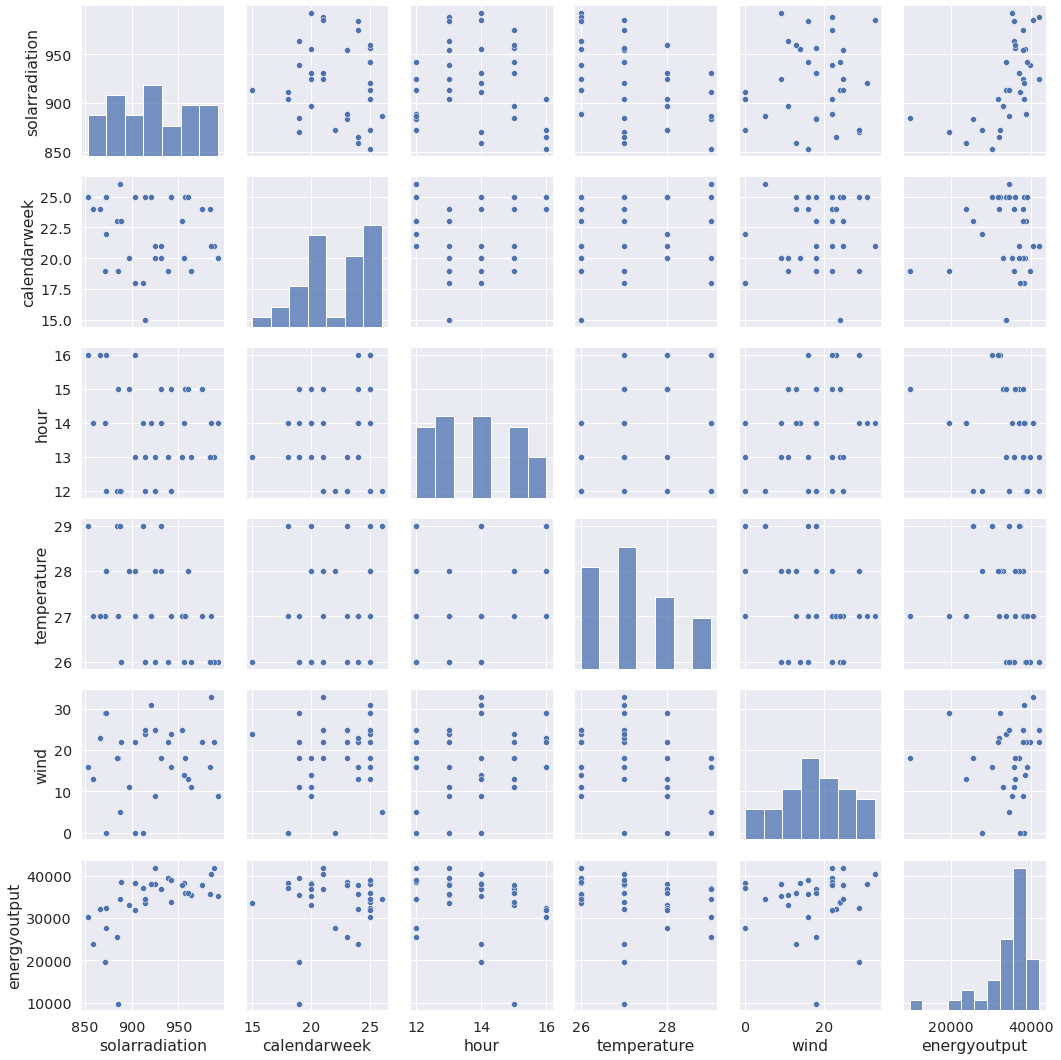 solarradiation
950
900
850
calendarweek
25.0
22.5
20.0
17.5
15.0
hour
16
15
14
13
12
temperature
29
28
27
26
wind
30
20
10
0
energyoutput
40000
30000
20000
10000
850 900 950
15 20 25
12 14 16
26 28
0 20
20000 40000
solarradiation calendarweek hour temperature wind energyoutput